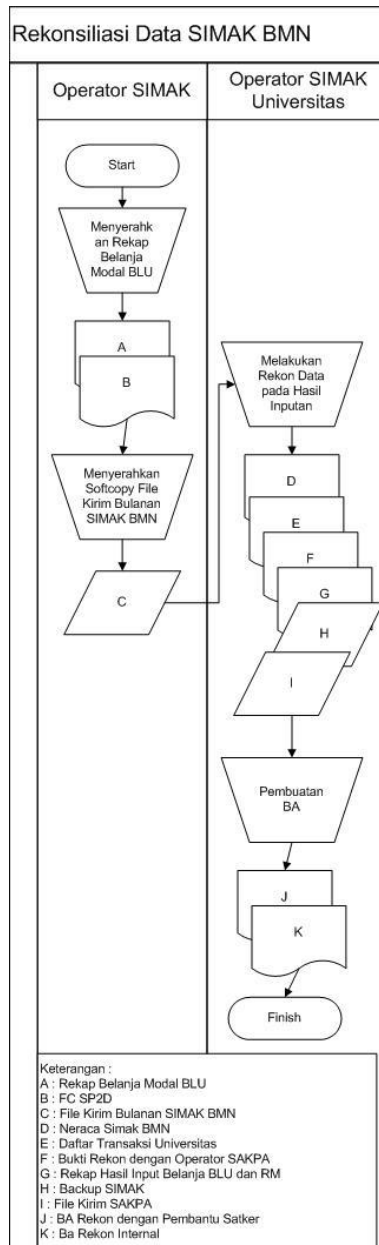 Rekonsiliasi Data SIMAK BMN
Operator SIMAK
Operator SIMAK
Universitas
Start
Menyerahk
an Rekap
Belanja
Modal BLU
A
B
Menyerahkan
Softcopy File
Kirim Bulanan
SIMAK BMN
C
Melakukan
Rekon Data
pada Hasil
Inputan
D
E
F
G
H
I
Pembuatan
BA
J
K
Finish
Keterangan :
A : Rekap Belanja Modal BLU
B : FC SP2D
C : File Kirim Bulanan SIMAK BMN
D : Neraca Simak BMN
E : Daftar Transaksi Universitas
F : Bukti Rekon dengan Operator SAKPA
G : Rekap Hasil Input Belanja BLU dan RM
H : Backup SIMAK
I : File Kirim SAKPA
J : BA Rekon dengan Pembantu Satker
K : Ba Rekon Internal